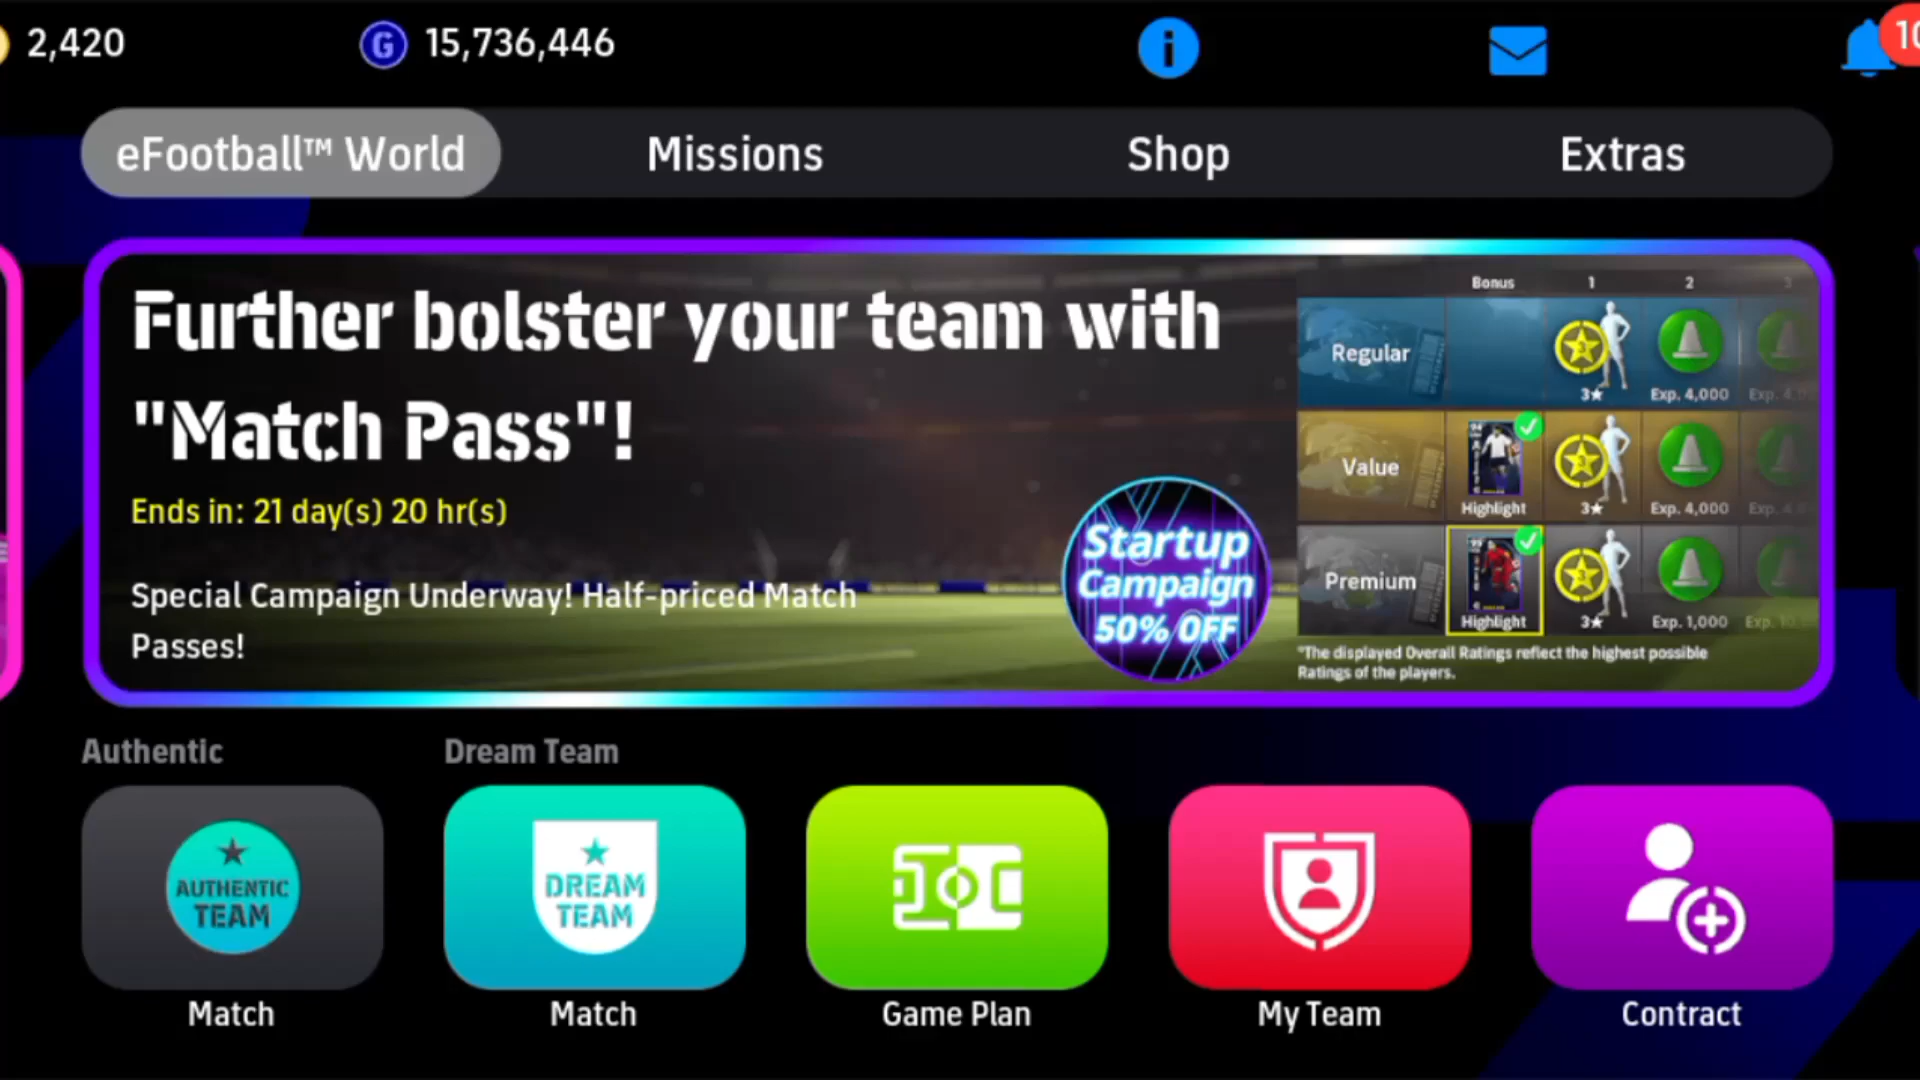 2,420
G 15,736,446
i
10
eFootball™ World
Missions
Shop
Extras
Further bolster your team with
"Match Pass"!
Ends in: 21 day(s) 20 hr(s)
Special Campaign Underway! Half-priced Match
Passes!
Startup
Campaign
50% OFF
Bonus 1 2 3
Regular
3
3★ Exp. 4,000
Value
3
Highlight 3★ Exp. 4,000
Premium
3
Highlight 3★ Exp. 1,000
*The displayed Overall Ratings reflect the highest possible
Ratings of the players.
Authentic
Dream Team
AUTHENTIC
TEAM
DREAM
TEAM
Match
Match
Game Plan
My Team
Contract